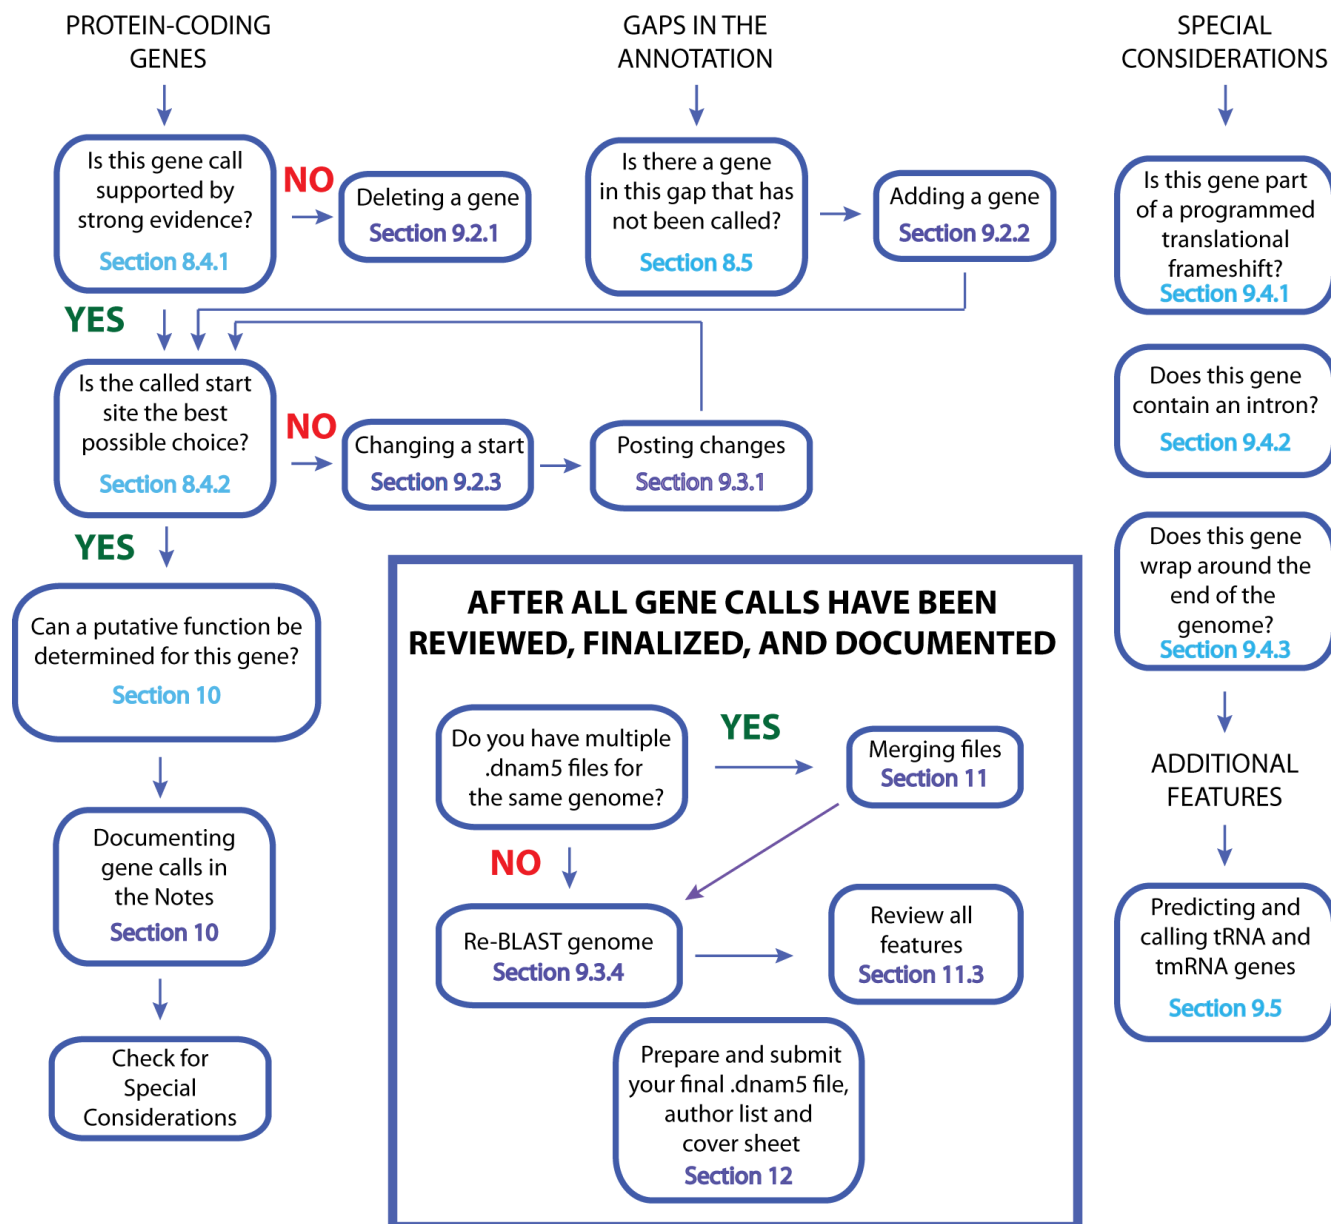 PROTEIN-CODING
GENES
Is this gene call
supported by
strong evidence?
Section 8.4.1
NO
Deleting a gene
Section 9.2.1
YES
Is the called start
site the best
possible choice?
Section 8.4.2
NO
Changing a start
Section 9.2.3
Posting changes
Section 9.3.1
YES
Can a putative function be
determined for this gene?
Section 10
Documenting
gene calls in
the Notes
Section 10
Check for
Special
Considerations
GAPS IN THE
ANNOTATION
Is there a gene
in this gap that has
not been called?
Section 8.5
Adding a gene
Section 9.2.2
AFTER ALL GENE CALLS HAVE BEEN
REVIEWED, FINALIZED, AND DOCUMENTED
Do you have multiple
.dnam5 files for
the same genome?
YES
Merging files
Section 11
NO
Re-BLAST genome
Section 9.3.4
Review all
features
Section 11.3
Prepare and submit
your final .dnam5 file,
author list and
cover sheet
Section 12
SPECIAL
CONSIDERATIONS
Is this gene part
of a programmed
translational
frameshift?
Section 9.4.1
Does this gene
contain an intron?
Section 9.4.2
Does this gene
wrap around the
end of the
genome?
Section 9.4.3
ADDITIONAL
FEATURES
Predicting and
calling tRNA and
tmRNA genes
Section 9.5